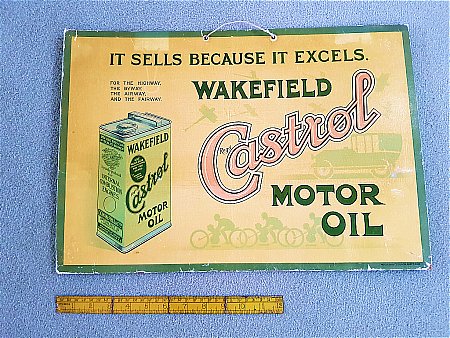 IT SELLS BECAUSE IT EXCELS.
FOR THE HIGHWAY,
THE BYWAY,
THE AIRWAY,
AND THE FAIRWAY.
WAKEFIELD
Castrol
MOTOR
OIL
WAKEFIELD
Castrol
MOTOR
OIL